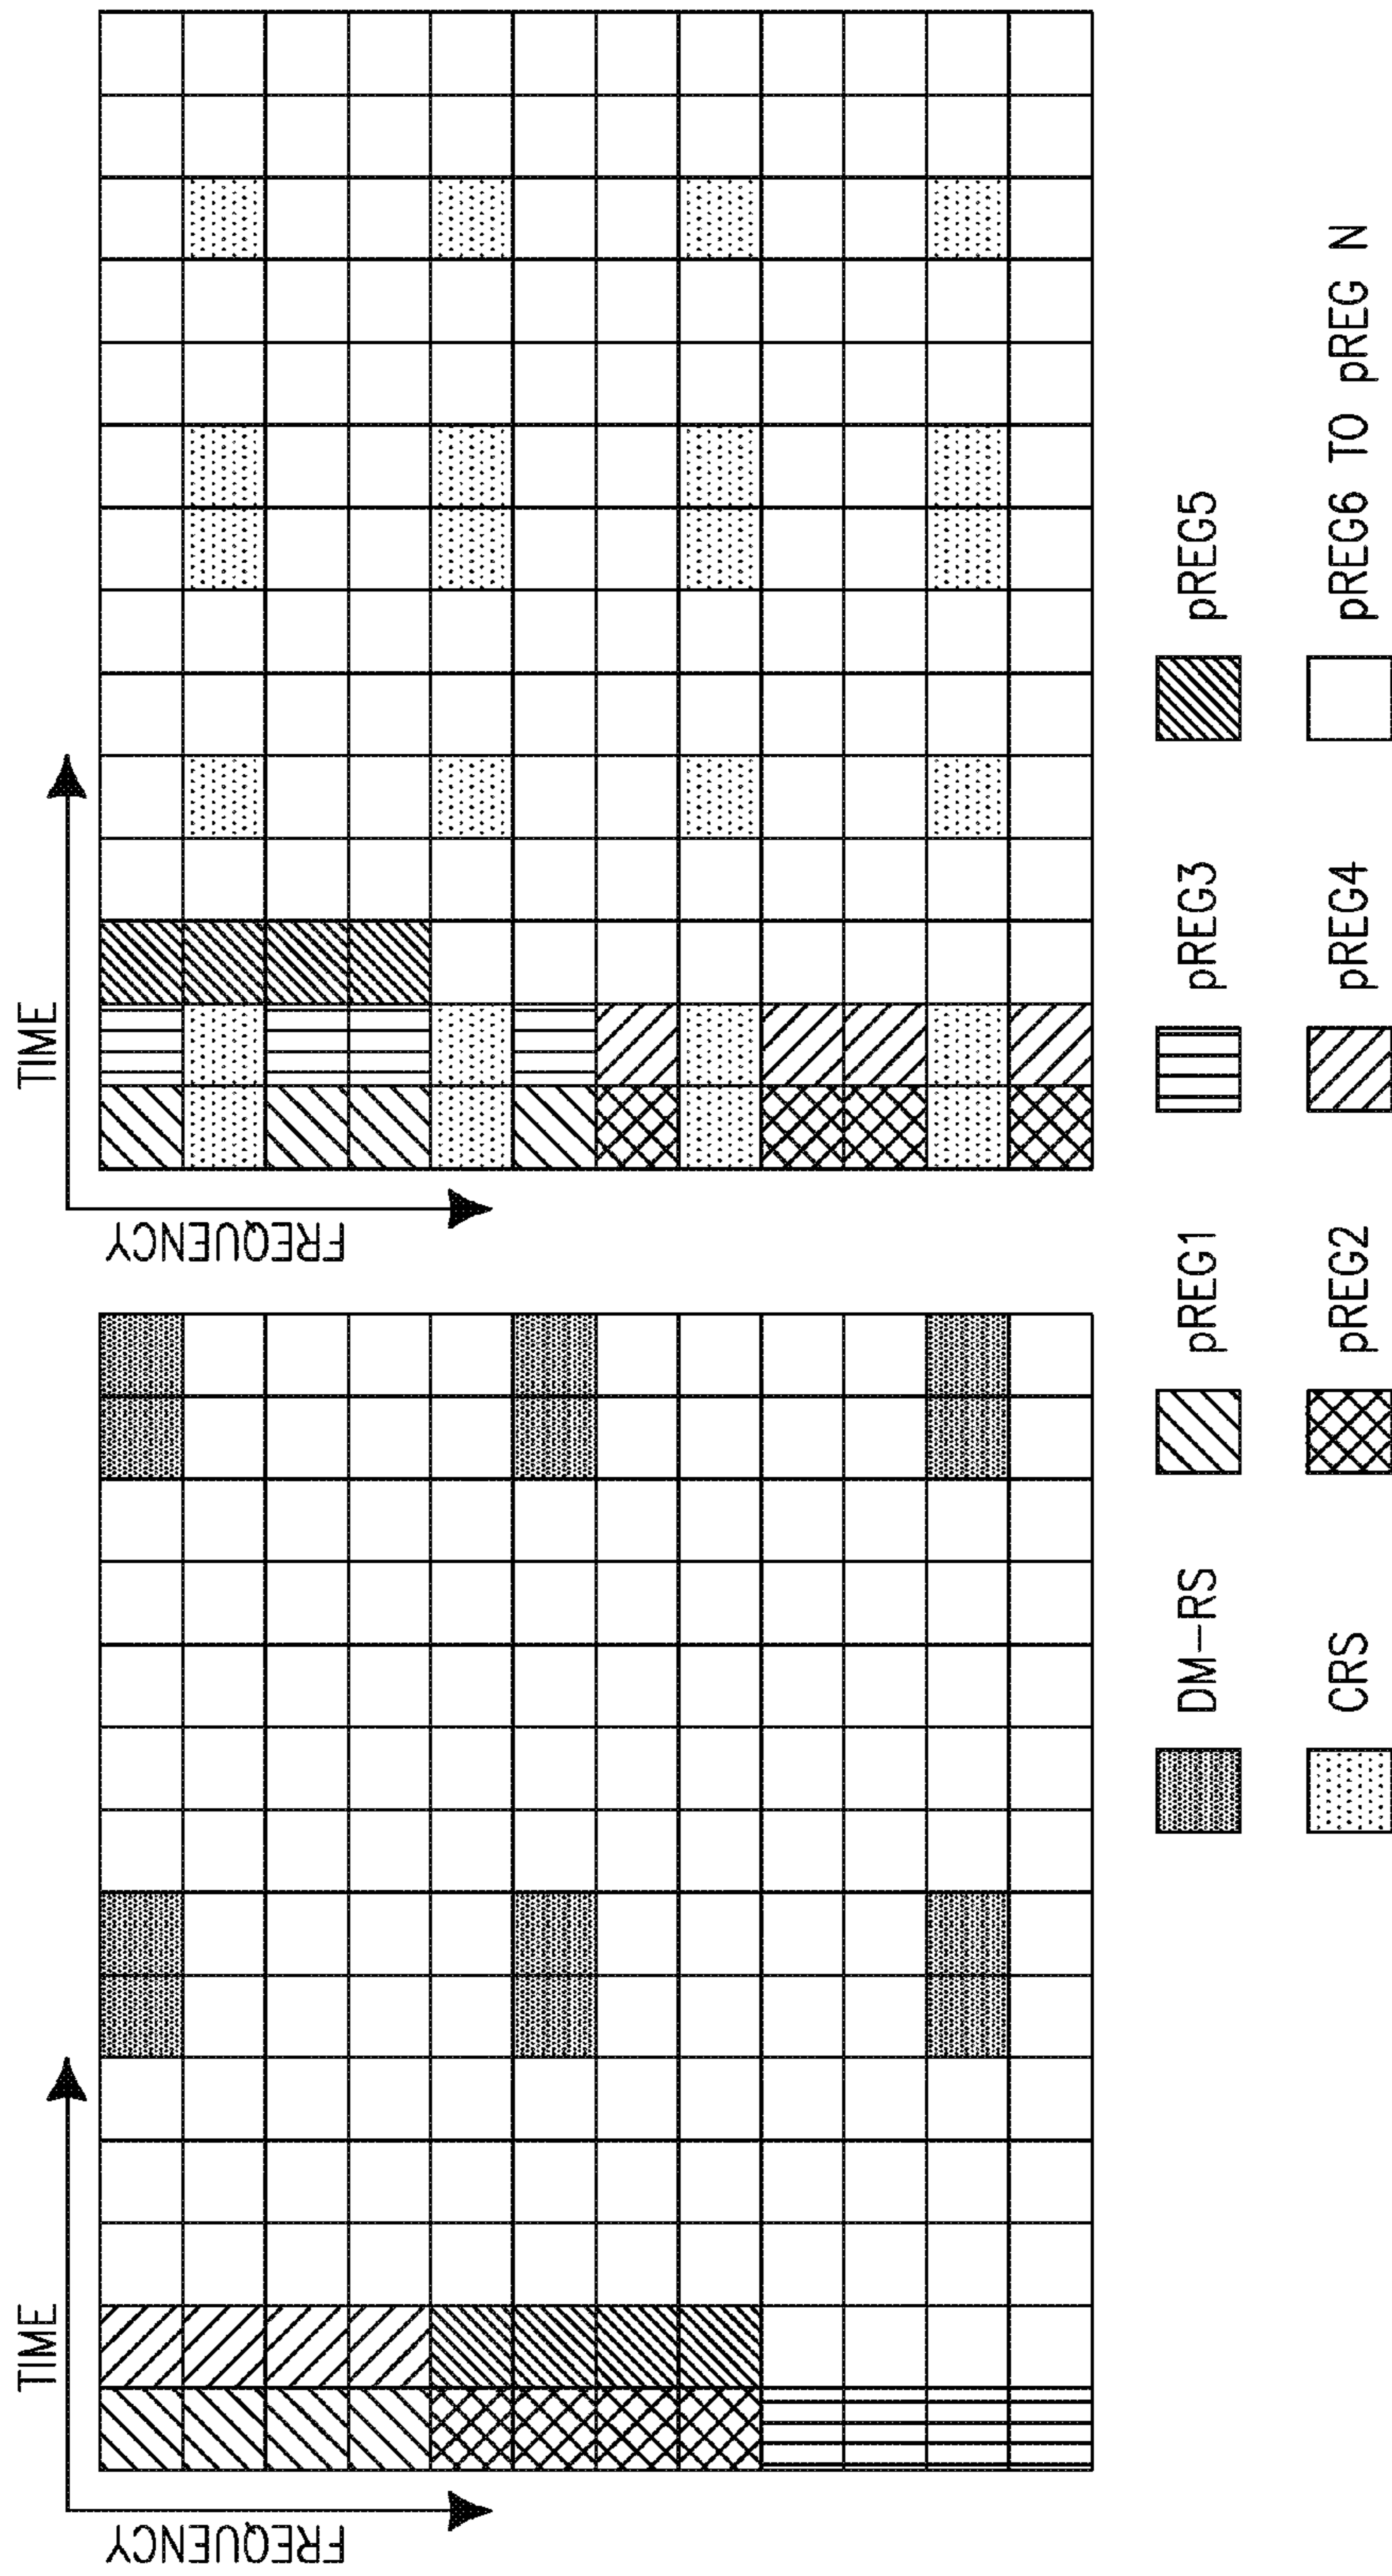 TIME
FREQUENCY
TIME
FREQUENCY
DM-RS
pREG1
pREG3
pREG5
CRS
pREG2
pREG4
pREG6 TO pREG N